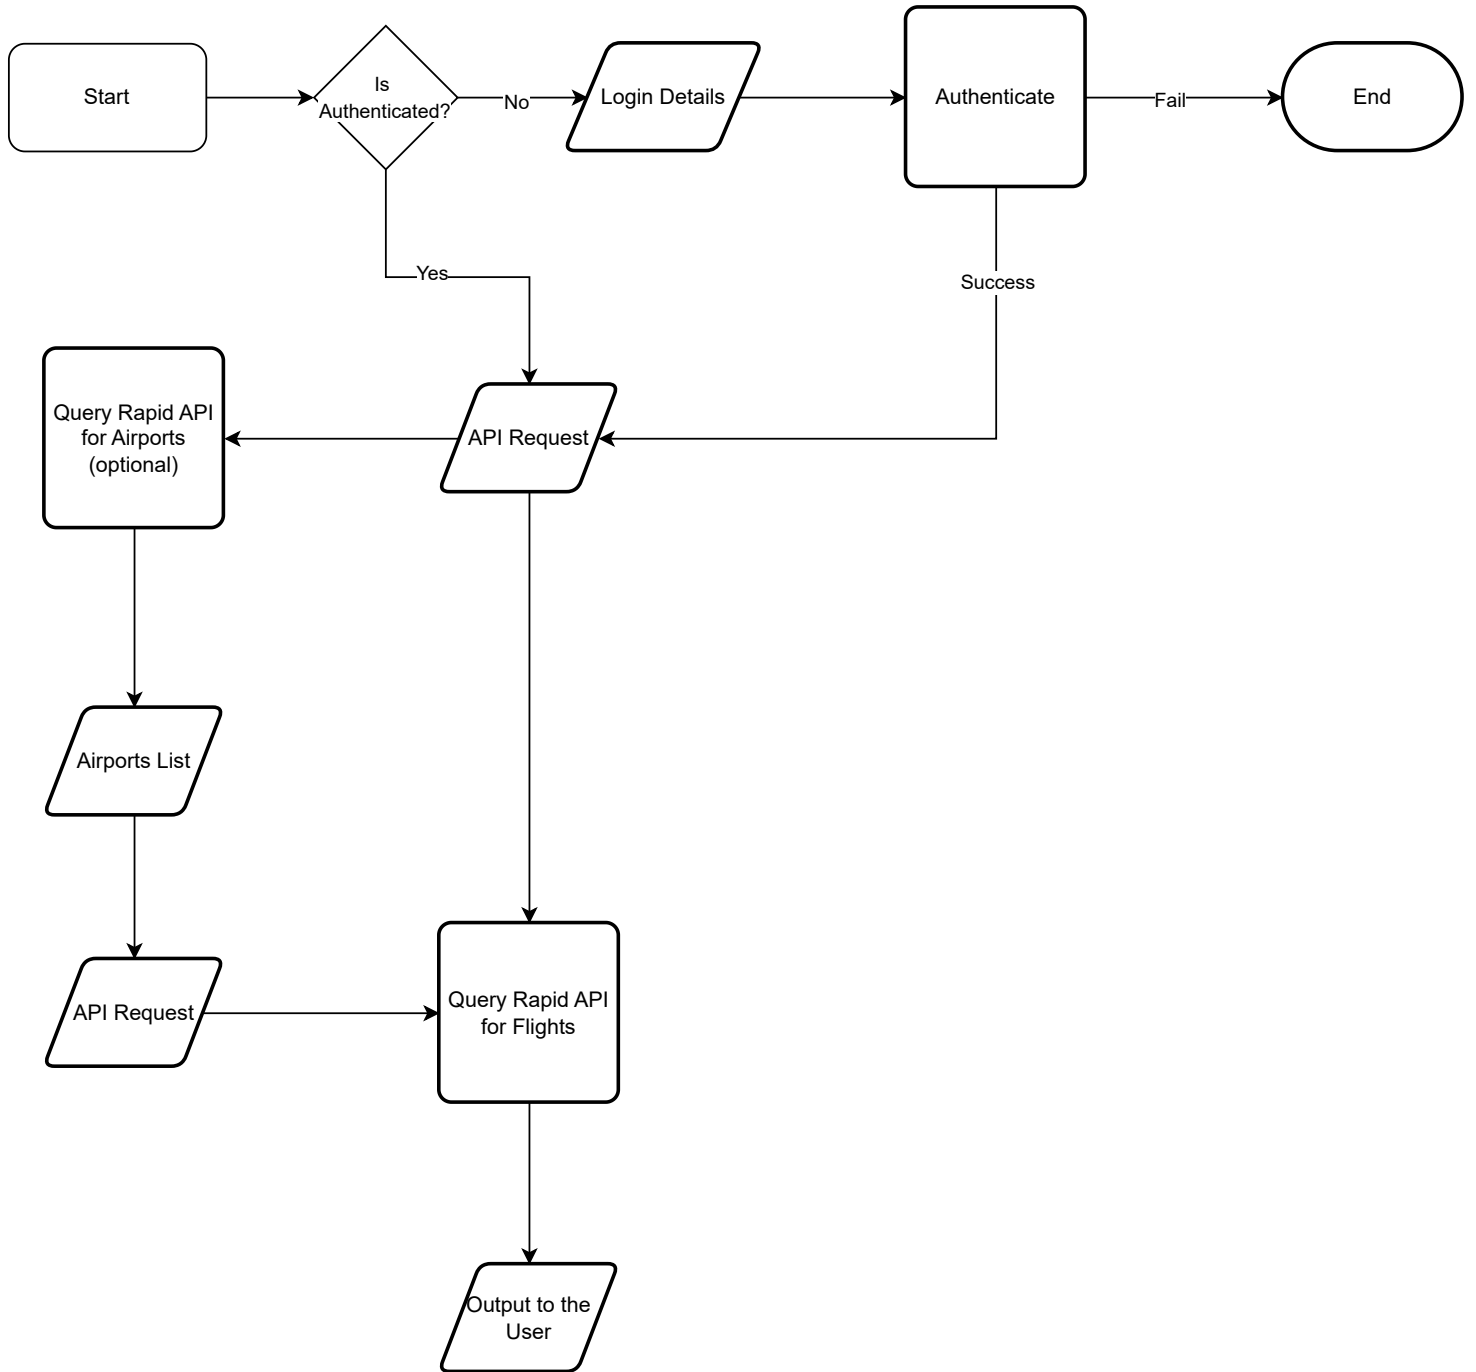 Start
Is
Authenticated?
No
Login Details
Authenticate
Fail
End
Yes
Success
Query Rapid API
for Airports
(optional)
API Request
Airports List
API Request
Query Rapid API
for Flights
Output to the
User